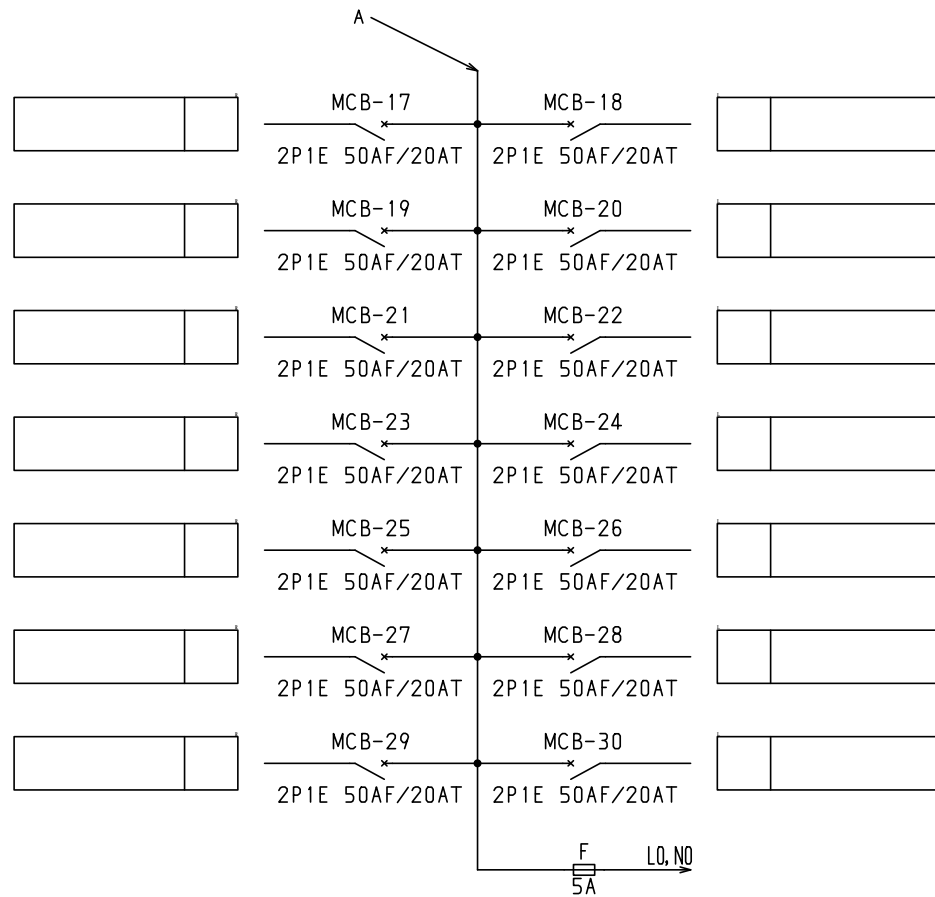 A
MCB-17 MCB-18
2P1E 50AF/20AT 2P1E 50AF/20AT
MCB-19 MCB-20
2P1E 50AF/20AT 2P1E 50AF/20AT
MCB-21 MCB-22
2P1E 50AF/20AT 2P1E 50AF/20AT
MCB-23 MCB-24
2P1E 50AF/20AT 2P1E 50AF/20AT
MCB-25 MCB-26
2P1E 50AF/20AT 2P1E 50AF/20AT
MCB-27 MCB-28
2P1E 50AF/20AT 2P1E 50AF/20AT
MCB-29 MCB-30
2P1E 50AF/20AT 2P1E 50AF/20AT
F L0,N0
5A